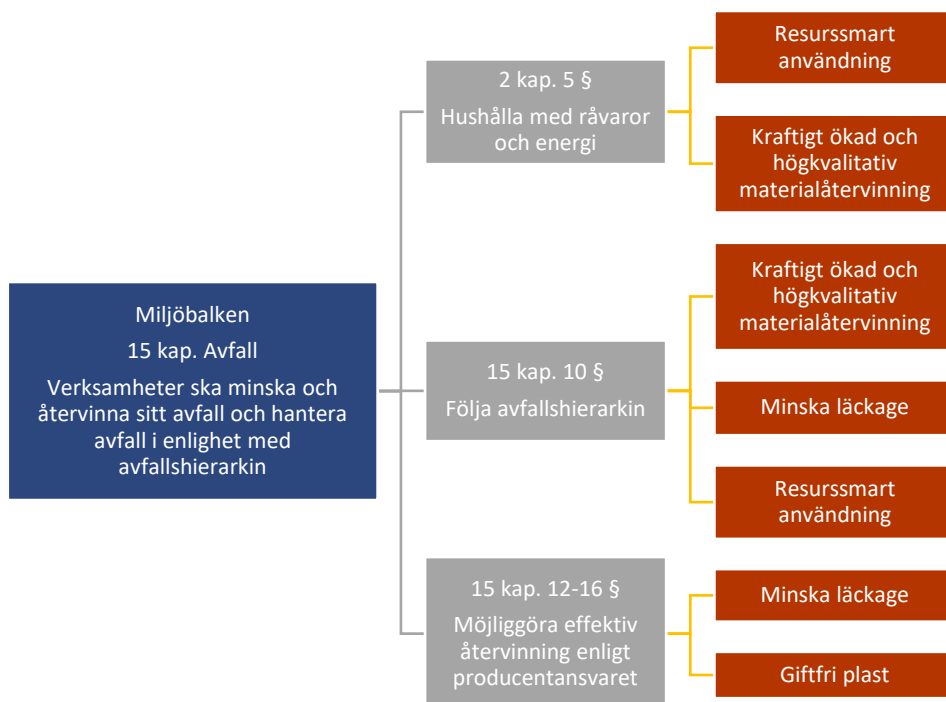 Miljöbalken
15 kap. Avfall
Verksamheter ska minska och
återvinna sitt avfall och hantera
avfall i enlighet med
avfallshierarkin
2 kap. 5 §
Hushålla med råvaror
och energi
Resurssmart
användning
Kraftigt ökad och
högkvalitativ
materialåtervinning
15 kap. 10 §
Följa avfallshierarkin
Kraftigt ökad och
högkvalitativ
materialåtervinning
Minska läckage
Resurssmart
användning
15 kap. 12-16 §
Möjliggöra effektiv
återvinning enligt
producentansvaret
Minska läckage
Giftfri plast